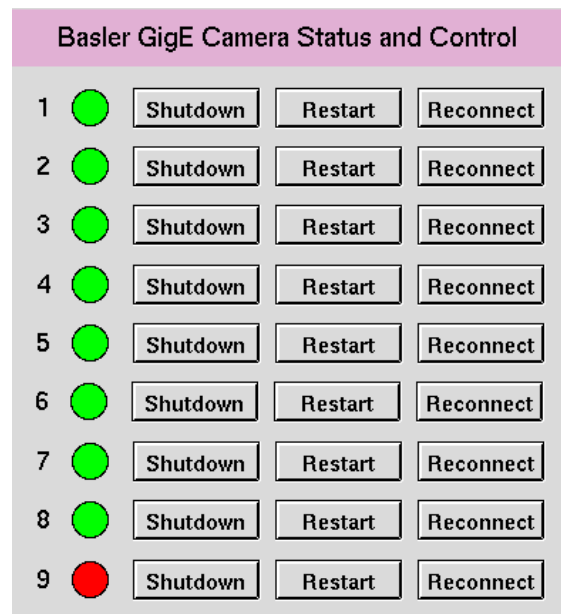 Basler GigE Camera Status and Control
1 Shutdown Restart Reconnect
2 Shutdown Restart Reconnect
3 Shutdown Restart Reconnect
4 Shutdown Restart Reconnect
5 Shutdown Restart Reconnect
6 Shutdown Restart Reconnect
7 Shutdown Restart Reconnect
8 Shutdown Restart Reconnect
9 Shutdown Restart Reconnect